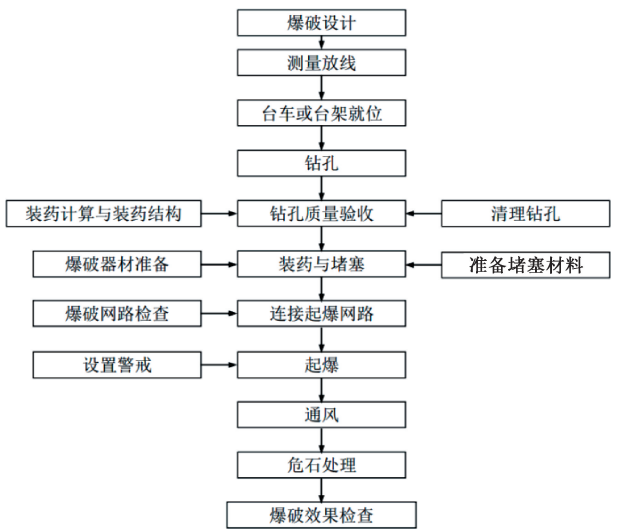 爆破设计
测量放线
台车或台架就位
钻孔
装药计算与装药结构
钻孔质量验收
清理钻孔
爆破器材准备
装药与堵塞
准备堵塞材料
爆破网路检查
连接起爆网路
设置警戒
起爆
通风
危石处理
爆破效果检查